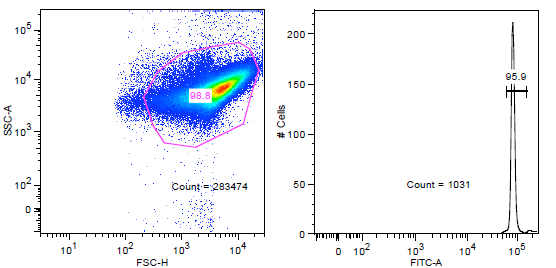 10⁵
10⁴
10³
10²
0
SSC-A
98.8
Count = 283474
10¹ 10² 10³ 10⁴
FSC-H
200
150
100
50
0
# Cells
95.9
Count = 1031
0 10² 10³ 10⁴ 10⁵
FITC-A